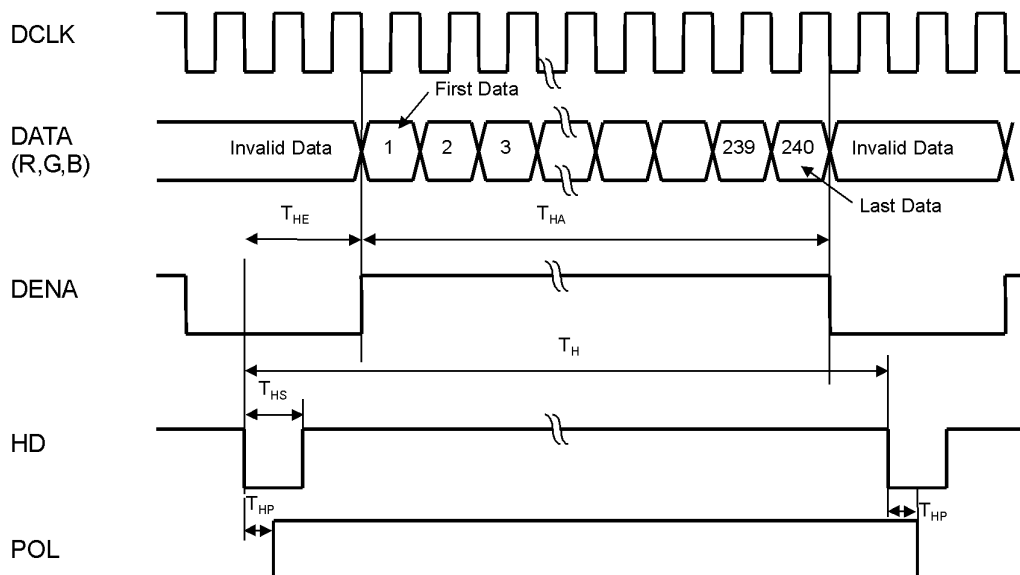 DCLK
First Data
DATA
(R,G,B)
Invalid Data 1 2 3 239 240 Invalid Data
Last Data
THE THA
DENA
TH
THS
HD
THP THP
POL